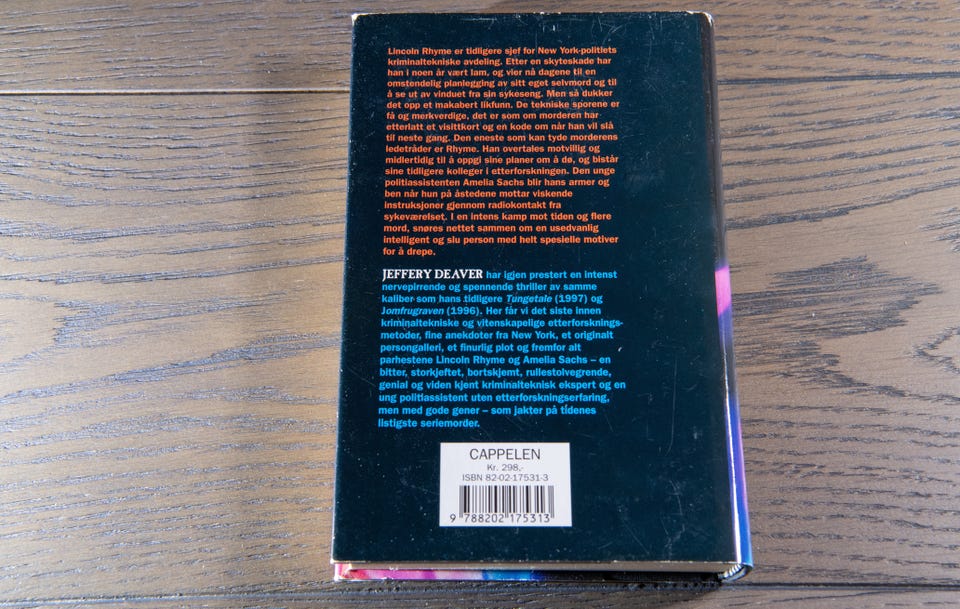 Lincoln Rhyme er tidligere sjef for New York-politiets
kriminaltekniske avdeling. Etter en skyteskade har
han i noen år vært lam, og vier nå dagene til en
omstendelig planlegging av sitt eget selvmord og til
å se ut av vinduet fra sin sykeseng. Men så dukker
det opp et makabert likfunn. De tekniske sporene er
få og merkverdige, det er som om morderen har
etterlatt et visittkort og en kode om når han vil slå
til neste gang. Den eneste som kan tyde morderens
ledetråder er Rhyme. Han overtales motvillig og
midlertidig til å oppgi sine planer om å dø, og bistår
sine tidligere kolleger i etterforskningen. Den unge
politiassistenten Amelia Sachs blir hans armer og
ben når hun på åstedene mottar viskende
instruksjoner gjennom radiokontakt fra
sykeværelset. I en intens kamp mot tiden og flere
mord, snøres nettet sammen om en usedvanlig
intelligent og slu person med helt spesielle motiver
for å drepe.
JEFFERY DEAVER har igjen prestert en intenst
nervepirrende og spennende thriller av samme
kaliber som hans tidligere Tungetale (1997) og
Jomfrugraven (1996). Her får vi det siste innen
kriminaltekniske og vitenskapelige etterforsknings-
metoder, fine anekdoter fra New York, et originalt
persongalleri, et finurlig plot og fremfor alt
parhestene Lincoln Rhyme og Amelia Sachs – en
bitter, storkjeftet, bortskjemt, rullestolvegrende,
genial og viden kjent kriminalteknisk ekspert og en
ung politiassistent uten etterforskningserfaring,
men med gode gener – som jakter på tidenes
listigste seriemorder.
CAPPELEN
Kr. 298,-
ISBN 82-02-17531-3
9 788202 175313